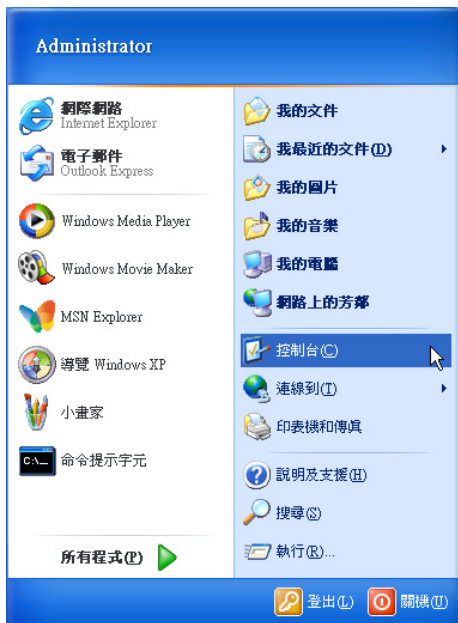 Administrator
網際網路
Internet Explorer
電子郵件
Outlook Express
Windows Media Player
Windows Movie Maker
MSN Explorer
導覽 Windows XP
小畫家
C:\_
命令提示字元
所有程式(P)
我的文件
我最近的文件(D)
我的圖片
我的音樂
我的電腦
網路上的芳鄰
控制台(C)
連線到(T)
印表機和傳真
說明及支援(H)
搜尋(S)
執行(R)...
登出(L)
關機(U)